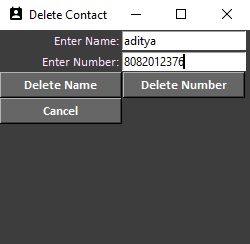 Delete Contact
Enter Name: aditya
Enter Number: 8082012376
Delete Name Delete Number
Cancel